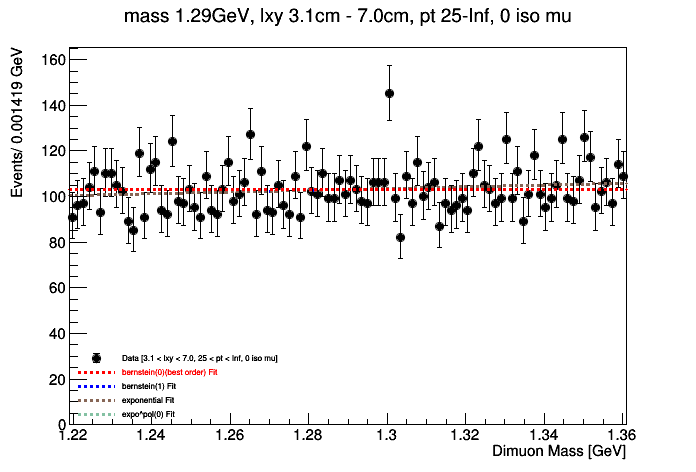 mass 1.29GeV, lxy 3.1cm - 7.0cm, pt 25-Inf, 0 iso mu
Events/ 0.001419 GeV
160
140
120
100
80
60
40
20
0
Data [3.1 < lxy < 7.0, 25 < pt < Inf, 0 iso mu]
bernstein(0)(best order) Fit
bernstein(1) Fit
exponential Fit
expo*pol(0) Fit
1.22 1.24 1.26 1.28 1.3 1.32 1.34 1.36
Dimuon Mass [GeV]